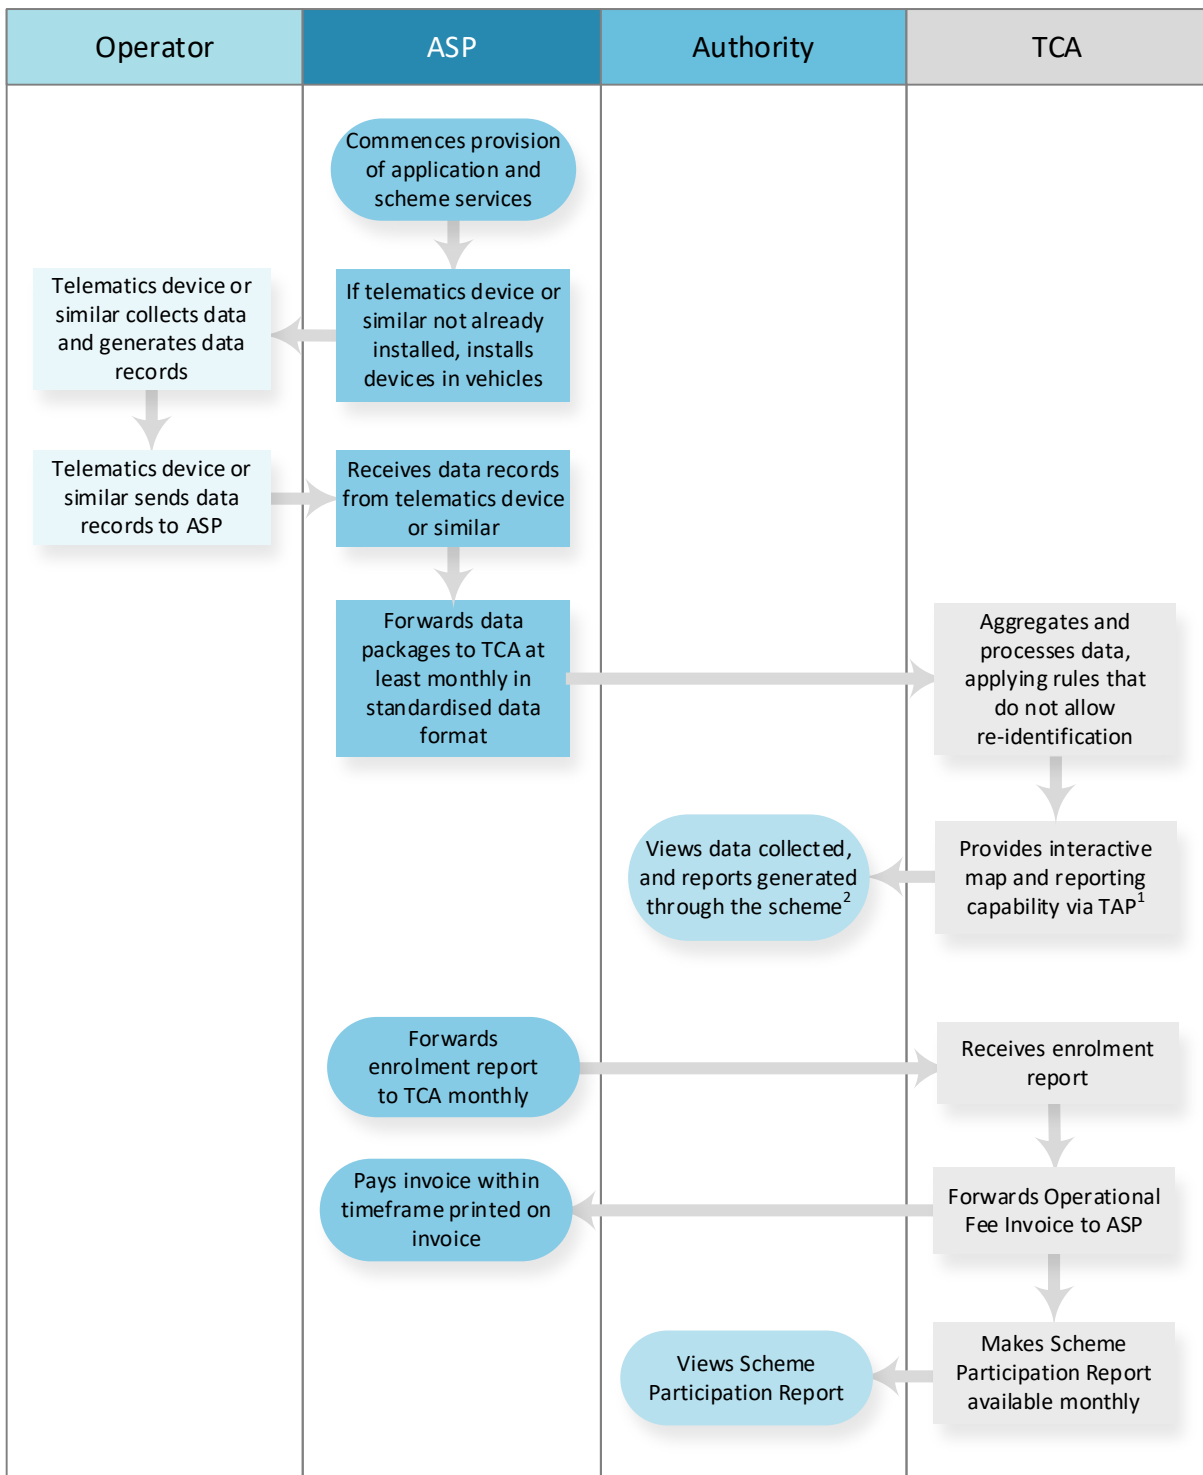 Operator
ASP
Authority
TCA
Commences provision
of application and
scheme services
Telematics device or
similar collects data
and generates data
records
If telematics device or
similar not already
installed, installs
devices in vehicles
Telematics device or
similar sends data
records to ASP
Receives data records
from telematics device
or similar
Forwards data
packages to TCA at
least monthly in
standardised data
format
Aggregates and
processes data,
applying rules that
do not allow
re-identification
Views data collected,
and reports generated
through the scheme²
Provides interactive
map and reporting
capability via TAP¹
Forwards
enrolment report
to TCA monthly
Receives enrolment
report
Pays invoice within
timeframe printed on
invoice
Forwards Operational
Fee Invoice to ASP
Views Scheme
Participation Report
Makes Scheme
Participation Report
available monthly